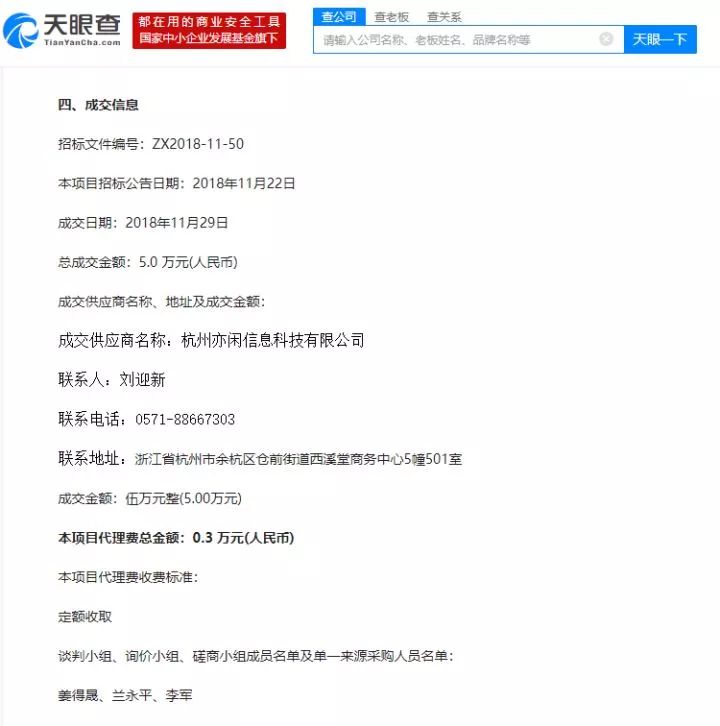 天眼查
TianYanCha.com
都在用的商业安全工具
国家中小企业发展基金旗下
查公司 查老板 查关系
请输入公司名称、老板姓名、品牌名称等
天眼一下
四、成交信息
招标文件编号：ZX2018-11-50
本项目招标公告日期：2018年11月22日
成交日期：2018年11月29日
总成交金额：5.0 万元(人民币)
成交供应商名称、地址及成交金额：
成交供应商名称：杭州亦闲信息科技有限公司
联系人：刘迎新
联系电话：0571-88667303
联系地址：浙江省杭州市余杭区仓前街道西溪堂商务中心5幢501室
成交金额：伍万元整(5.00万元)
本项目代理费总金额：0.3 万元(人民币)
本项目代理费收费标准：
定额收取
谈判小组、询价小组、磋商小组成员名单及单一来源采购人员名单：
姜得晟、兰永平、李军